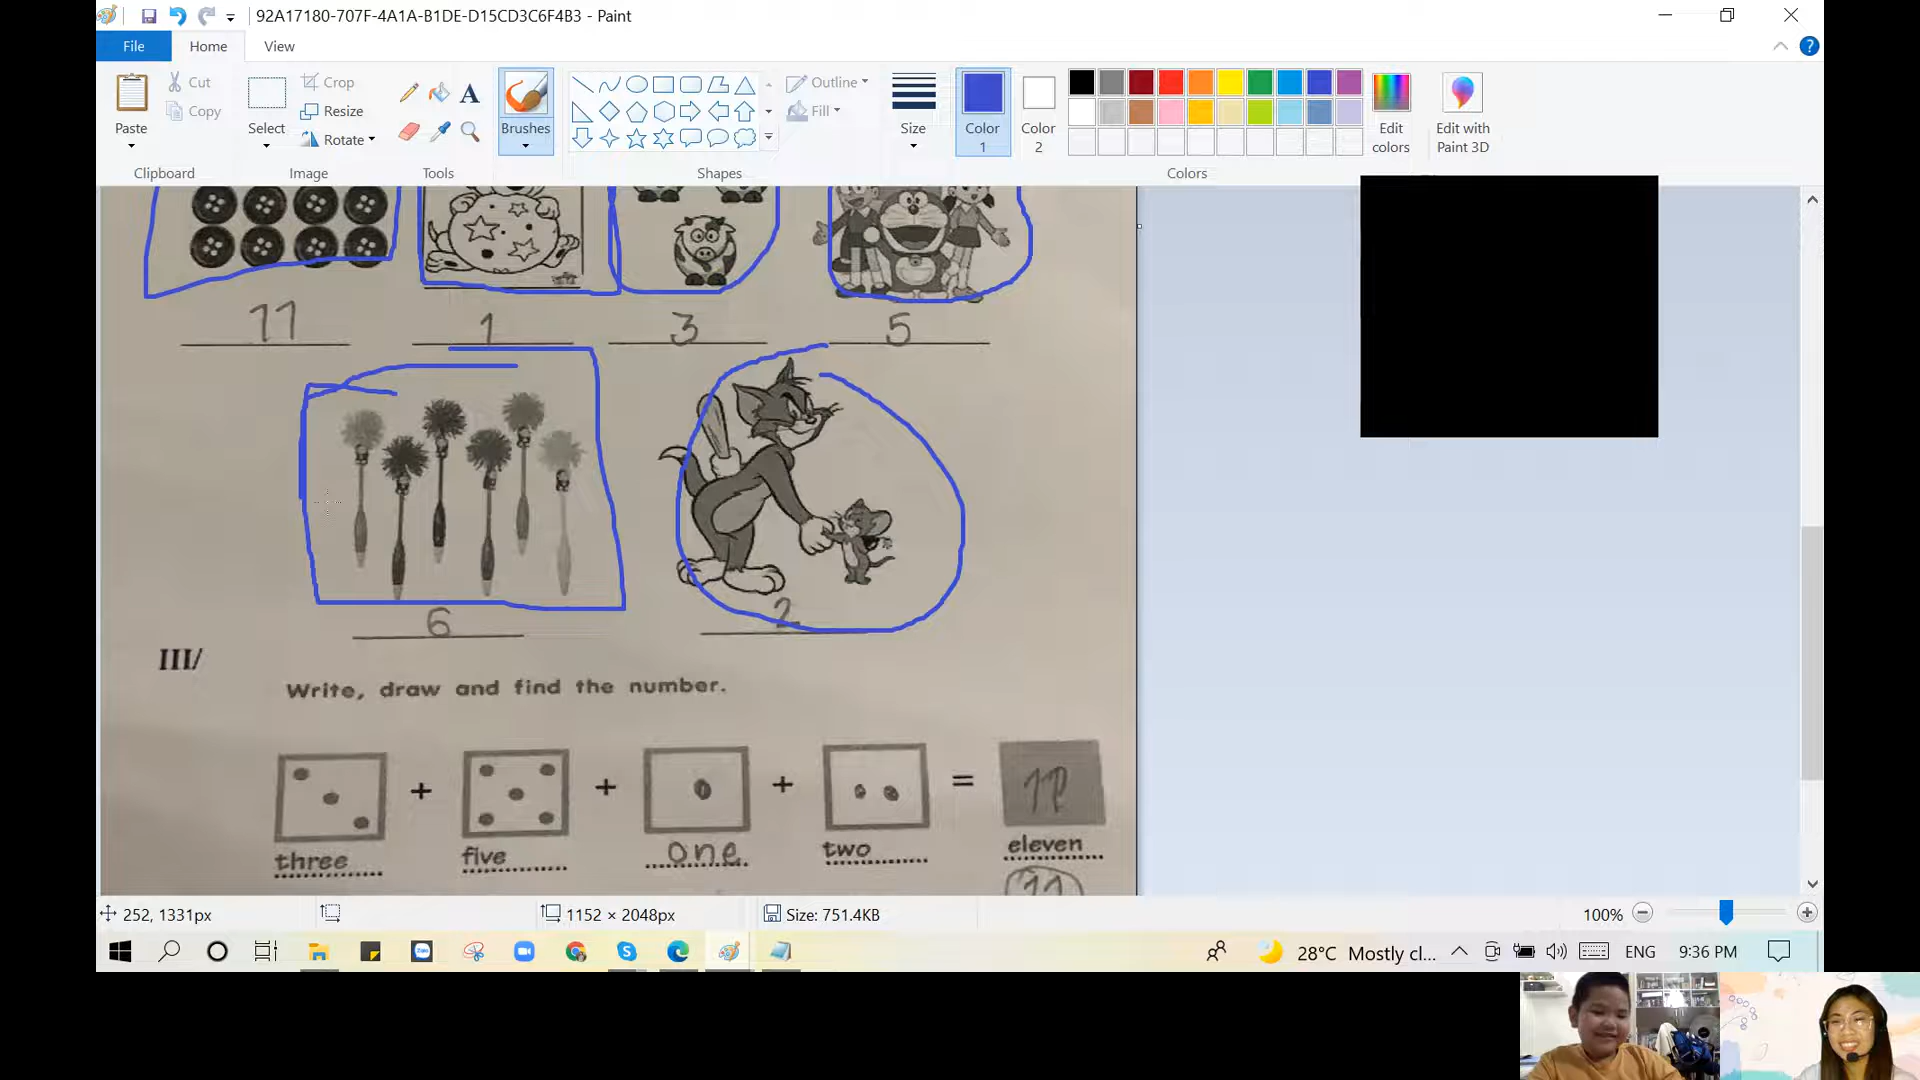 92A17180-707F-4A1A-B1DE-D15CD3C6F4B3 - Paint
File Home View
Paste
Cut
Copy
Clipboard
Select
Crop
Resize
Rotate
Image
A
Tools
Brushes
Shapes
Outline
Fill
Size
Color
1
Color
2
Colors
Edit
colors
Edit with
Paint 3D
11 1 3 5
6 2
III/
Write, draw and find the number.
+ + + =
three five one two eleven
11
252, 1331px 1152 × 2048px Size: 751.4KB 100%
Zalo
28°C Mostly cl... ENG 9:36 PM